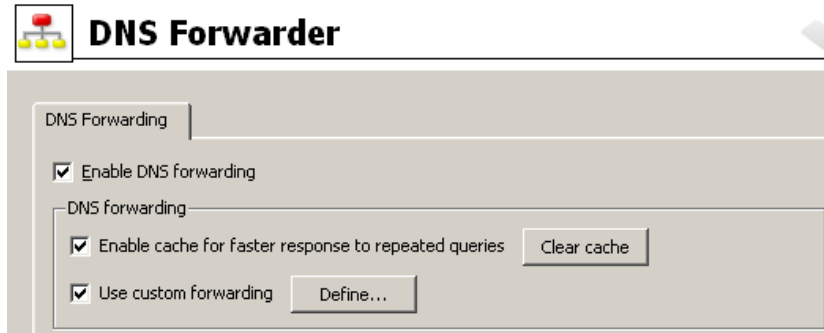 DNS Forwarder
DNS Forwarding
Enable DNS forwarding
DNS forwarding
Enable cache for faster response to repeated queries Clear cache
Use custom forwarding Define...